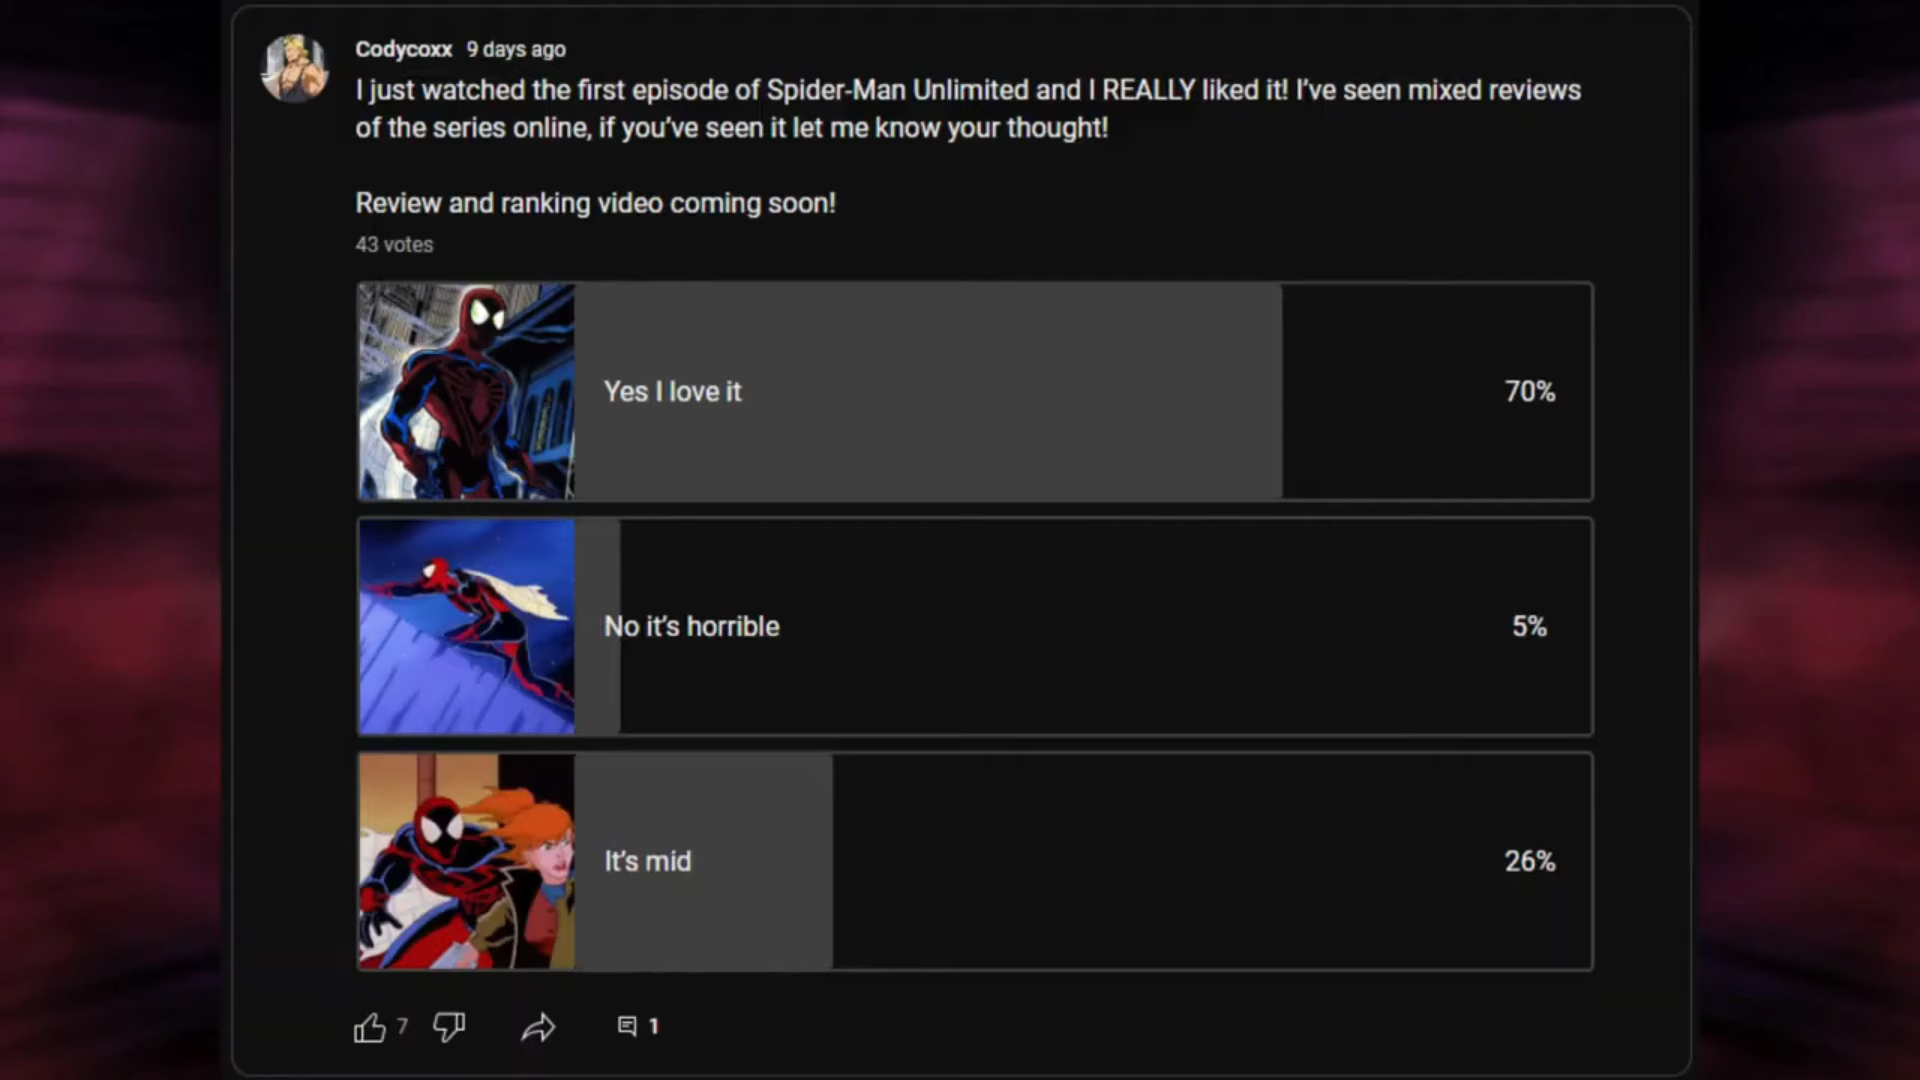 Codycoxx 9 days ago
I just watched the first episode of Spider-Man Unlimited and I REALLY liked it! I've seen mixed reviews
of the series online, if you've seen it let me know your thought!
Review and ranking video coming soon!
43 votes
Yes I love it 70%
No it's horrible 5%
It's mid 26%
7 1